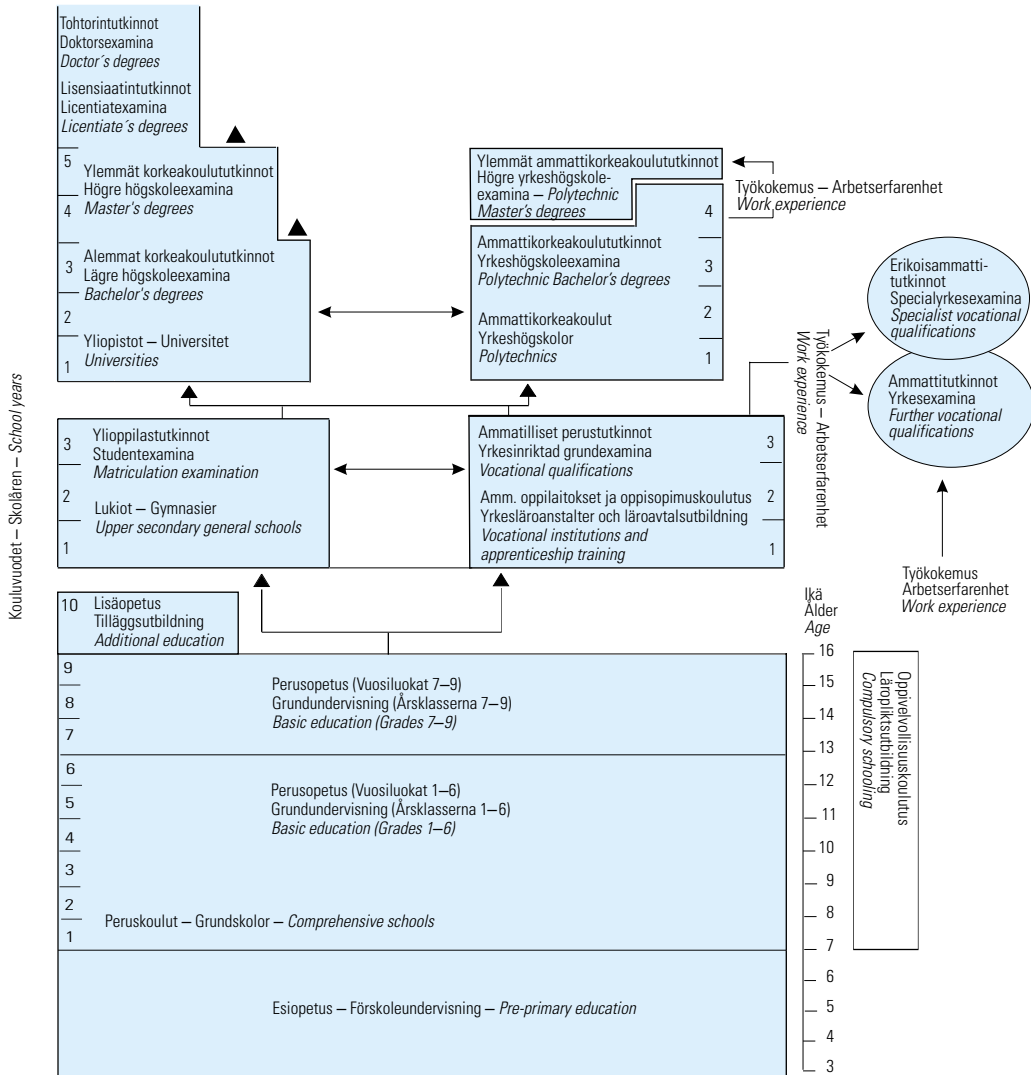 Kouluvuodet – Skolåren – School years
Tohtorintutkinnot
Doktorsexamina
Doctor´s degrees
Lisensiaatintutkinnot
Licentiatexamina
Licentiate´s degrees
5
4
3
2
1
Ylemmät korkeakoulututkinnot
Högre högskoleexamina
Master's degrees
Alemmat korkeakoulututkinnot
Lägre högskoleexamina
Bachelor's degrees
Yliopistot – Universitet
Universities
Ylemmät ammattikorkeakoulututkinnot
Högre yrkeshögskole-
examina – Polytechnic
Master's degrees
Työkokemus – Arbetserfarenhet
Work experience
4
3
2
1
Ammattikorkeakoulututkinnot
Yrkeshögskoleexamina
Polytechnic Bachelor's degrees
Ammattikorkeakoulut
Yrkeshögskolor
Polytechnics
Työkokemus – Arbetserfarenhet
Work experience
Erikoisammatti-
tutkinnot
Specialyrkesexamina
Specialist vocational
qualifications
Ammattitutkinnot
Yrkesexamina
Further vocational
qualifications
Työkokemus
Arbetserfarenhet
Work experience
3
2
1
Ylioppilastutkinnot
Studentexamina
Matriculation examination
Lukiot – Gymnasier
Upper secondary general schools
Ammatilliset perustutkinnot
Yrkesinriktad grundexamina
Vocational qualifications
Amm. oppilaitokset ja oppisopimuskoulutus
Yrkesläroanstalter och läroavtalsutbildning
Vocational institutions and
apprenticeship training
3
2
1
10
Lisäopetus
Tilläggsutbildning
Additional education
9
8
7
Perusopetus (Vuosiluokat 7–9)
Grundundervisning (Årsklasserna 7–9)
Basic education (Grades 7–9)
6
5
4
3
2
1
Perusopetus (Vuosiluokat 1–6)
Grundundervisning (Årsklasserna 1–6)
Basic education (Grades 1–6)
Peruskoulut – Grundskolor – Comprehensive schools
Esiopetus – Förskoleundervisning – Pre-primary education
Ikä
Ålder
Age
16
15
14
13
12
11
10
9
8
7
6
5
4
3
Oppivelvollisuuskoulutus
Läropliktsutbildning
Compulsory schooling